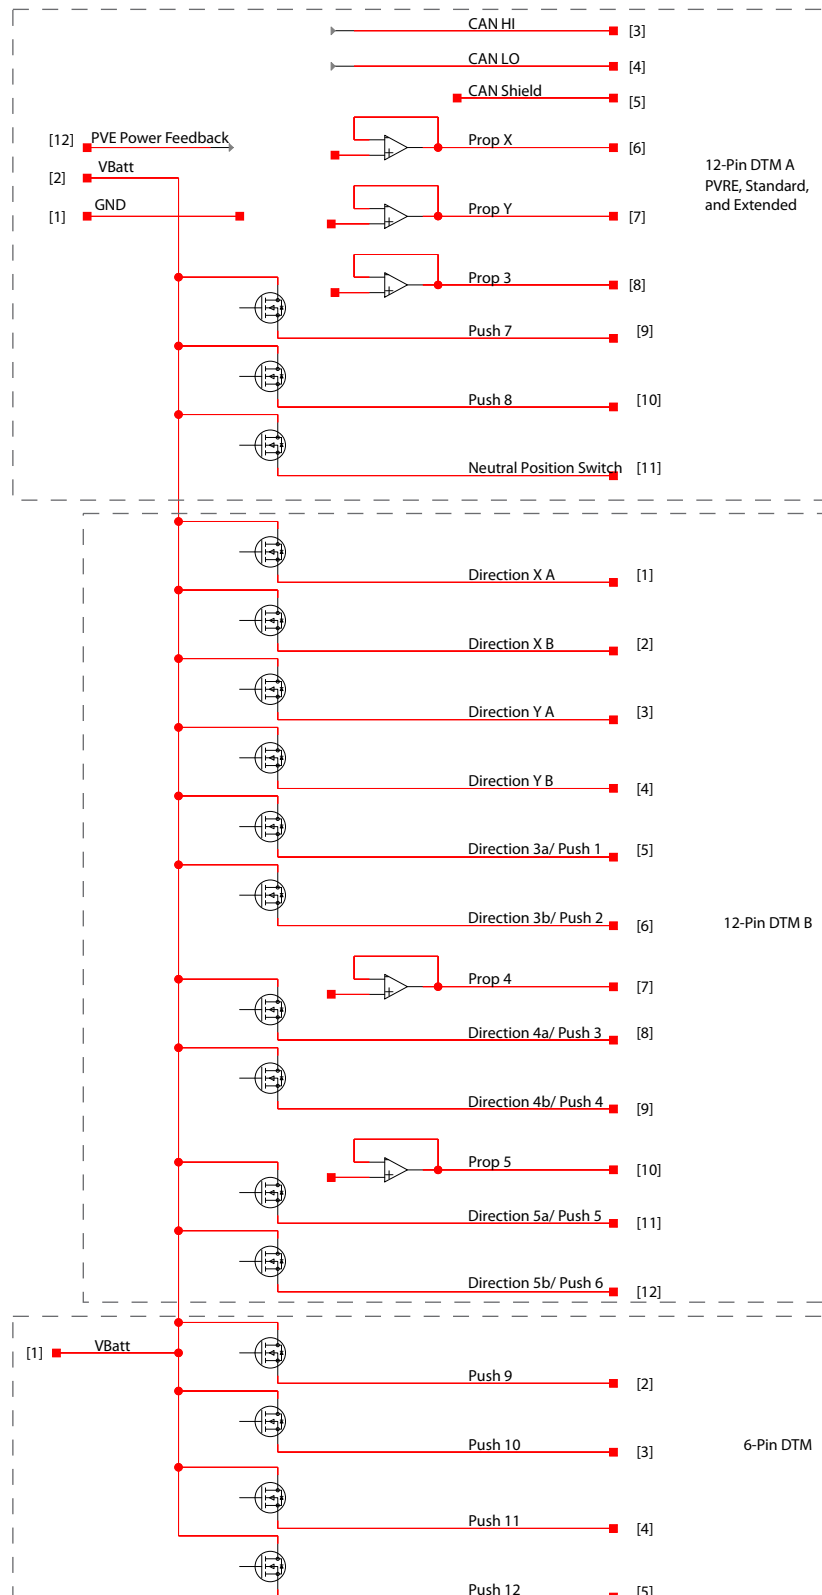 CAN HI [3]
CAN LO [4]
CAN Shield [5]
[12] PVE Power Feedback
Prop X [6]
12-Pin DTM A
PVRE, Standard,
and Extended
[2] VBatt
[1] GND
Prop Y [7]
Prop 3 [8]
Push 7 [9]
Push 8 [10]
Neutral Position Switch [11]
Direction X A [1]
Direction X B [2]
Direction Y A [3]
Direction Y B [4]
Direction 3a/ Push 1 [5]
Direction 3b/ Push 2 [6]
12-Pin DTM B
Prop 4 [7]
Direction 4a/ Push 3 [8]
Direction 4b/ Push 4 [9]
Prop 5 [10]
Direction 5a/ Push 5 [11]
Direction 5b/ Push 6 [12]
[1] VBatt
Push 9 [2]
Push 10 [3]
6-Pin DTM
Push 11 [4]
Push 12 [5]